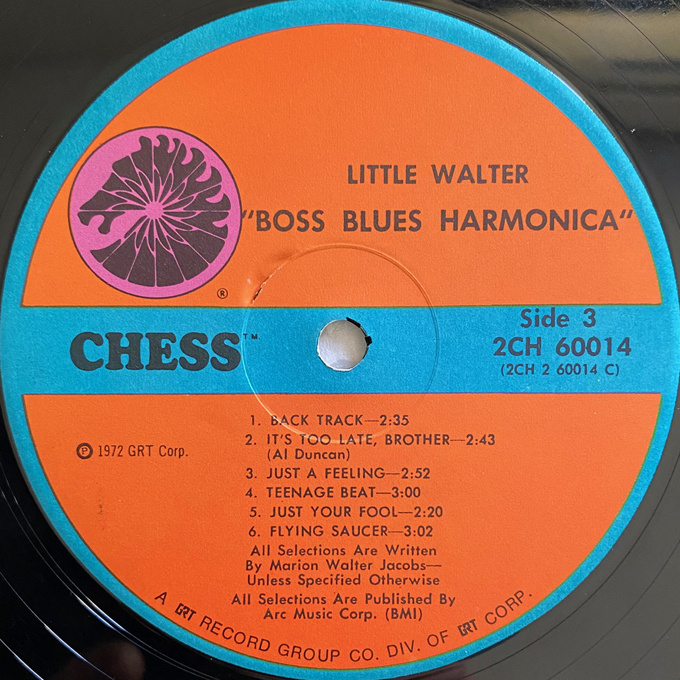 LITTLE WALTER
"BOSS BLUES HARMONICA"
®
CHESS™
Side 3
2CH 60014
(2CH 2 60014 C)
℗ 1972 GRT Corp.
1. BACK TRACK—2:35
2. IT'S TOO LATE, BROTHER—2:43
(Al Duncan)
3. JUST A FEELING—2:52
4. TEENAGE BEAT—3:00
5. JUST YOUR FOOL—2:20
6. FLYING SAUCER—3:02
All Selections Are Written
By Marion Walter Jacobs—
Unless Specified Otherwise
All Selections Are Published By
Arc Music Corp. (BMI)
A GRT RECORD GROUP CO. DIV. OF GRT CORP.